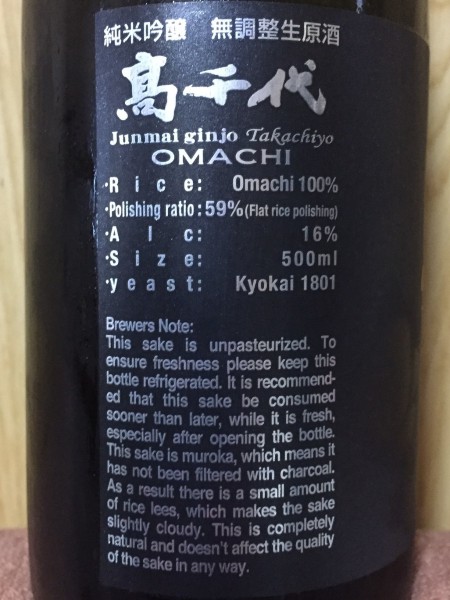 純米吟醸　無調整生原酒
髙千代
Junmai ginjo Takachiyo
OMACHI
・Rice: Omachi 100%
・Polishing ratio:59%(Flat rice polishing)
・Alc: 16%
・Size: 500ml
・yeast: Kyokai 1801
Brewers Note:
This sake is unpasteurized. To
ensure freshness please keep this
bottle refrigerated. It is recommend-
ed that this sake be consumed
sooner than later, while it is fresh,
especially after opening the bottle.
This sake is muroka, which means it
has not been filtered with charcoal.
As a result there is a small amount
of rice lees, which makes the sake
slightly cloudy. This is completely
natural and doesn't affect the quality
of the sake in any way.